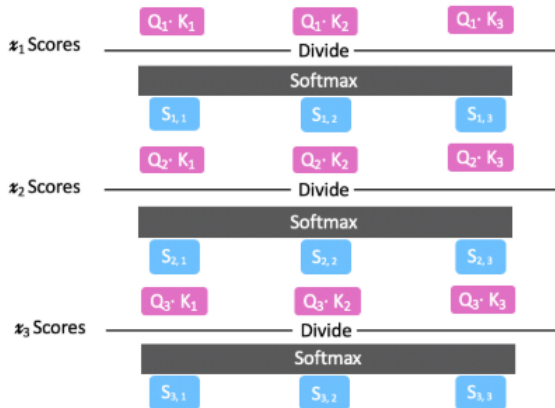 Q₁· K₁ Q₁· K₂ Q₁· K₃
x₁ Scores Divide
Softmax
S₁,₁ S₁,₂ S₁,₃
Q₂· K₁ Q₂· K₂ Q₂· K₃
x₂ Scores Divide
Softmax
S₂,₁ S₂,₂ S₂,₃
Q₃· K₁ Q₃· K₂ Q₃· K₃
x₃ Scores Divide
Softmax
S₃,₁ S₃,₂ S₃,₃